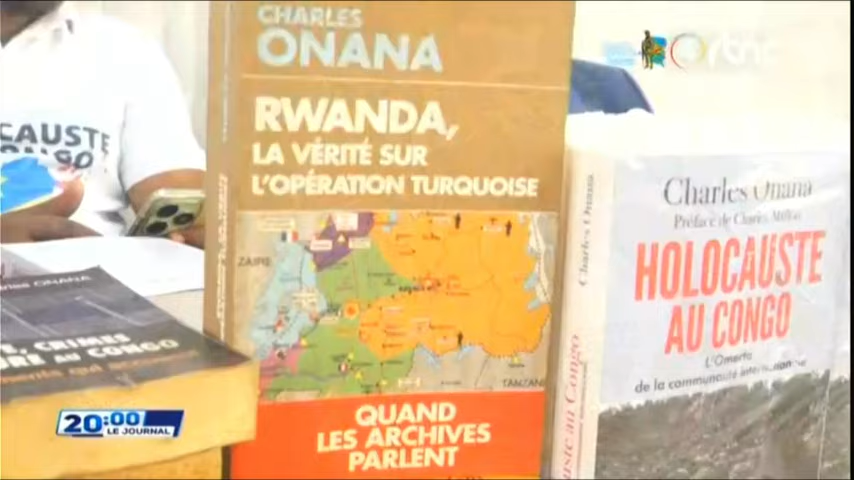 CHARLES
ONANA
RWANDA,
LA VÉRITÉ SUR
L'OPÉRATION TURQUOISE
ZAIRE
TANZANIE
QUAND
LES ARCHIVES
PARLENT
Charles Onana
Préface de Charles Millon
HOLOCAUSTE
AU CONGO
L'Omerta
de la communauté internationale
Charles Onana
ONANA
CRIMES
AU CONGO
CAUSTE
ONGO
20:00
LE JOURNAL